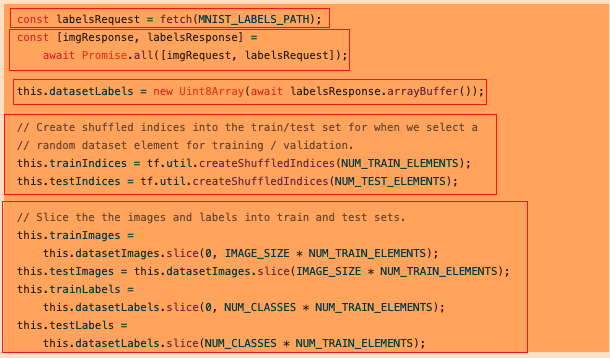 const labelsRequest = fetch(MNIST_LABELS_PATH);
const [imgResponse, labelsResponse] =
await Promise.all([imgRequest, labelsRequest]);
this.datasetLabels = new Uint8Array(await labelsResponse.arrayBuffer());
// Create shuffled indices into the train/test set for when we select a
// random dataset element for training / validation.
this.trainIndices = tf.util.createShuffledIndices(NUM_TRAIN_ELEMENTS);
this.testIndices = tf.util.createShuffledIndices(NUM_TEST_ELEMENTS);
// Slice the the images and labels into train and test sets.
this.trainImages =
this.datasetImages.slice(0, IMAGE_SIZE * NUM_TRAIN_ELEMENTS);
this.testImages = this.datasetImages.slice(IMAGE_SIZE * NUM_TRAIN_ELEMENTS);
this.trainLabels =
this.datasetLabels.slice(0, NUM_CLASSES * NUM_TRAIN_ELEMENTS);
this.testLabels =
this.datasetLabels.slice(NUM_CLASSES * NUM_TRAIN_ELEMENTS);